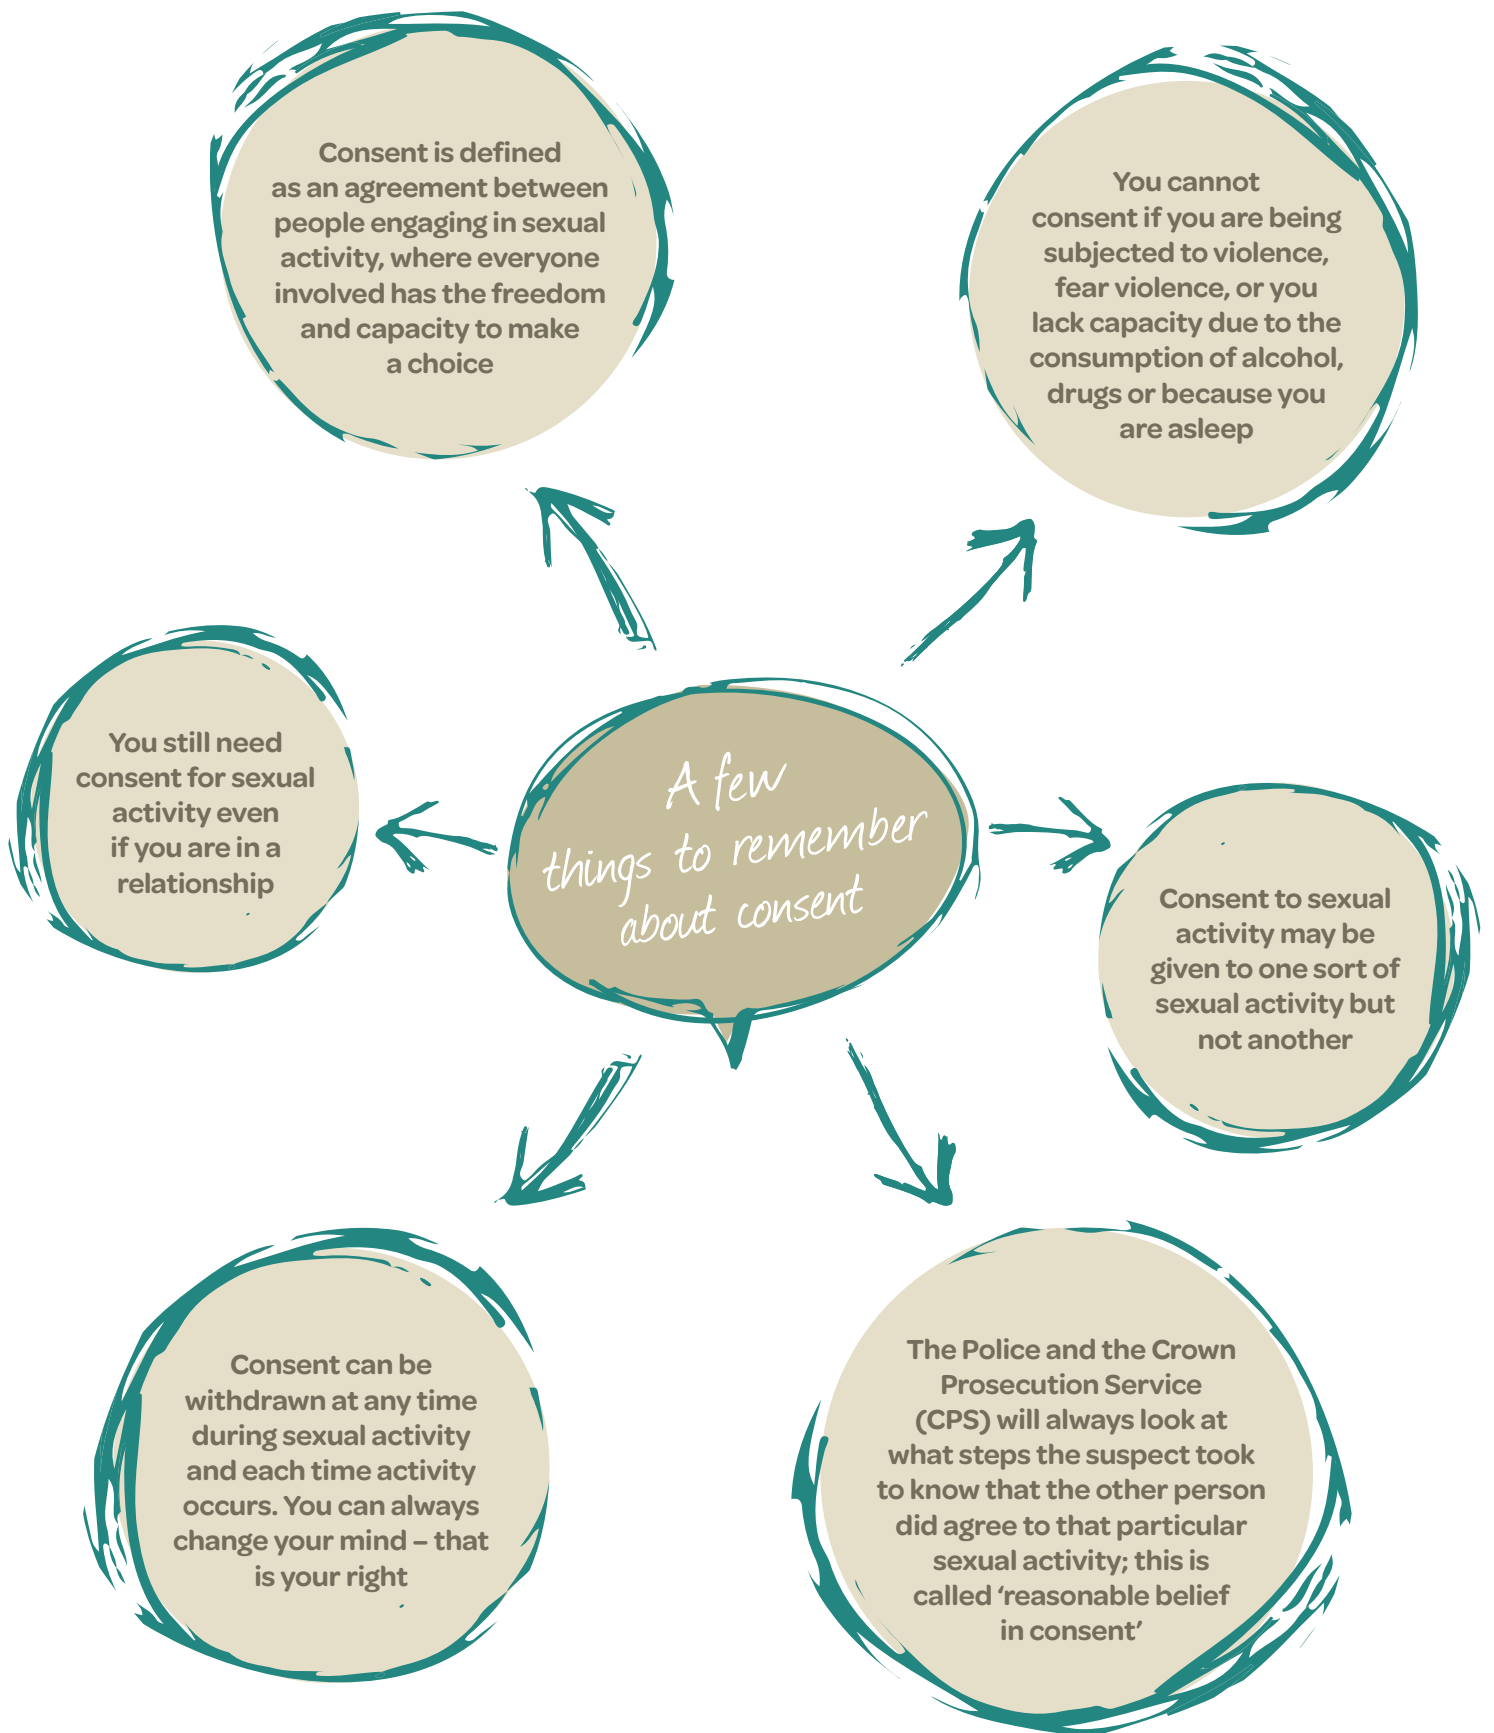 Consent is defined
as an agreement between
people engaging in sexual
activity, where everyone
involved has the freedom
and capacity to make
a choice
You cannot
consent if you are being
subjected to violence,
fear violence, or you
lack capacity due to the
consumption of alcohol,
drugs or because you
are asleep
You still need
consent for sexual
activity even
if you are in a
relationship
A few
things to remember
about consent
Consent to sexual
activity may be
given to one sort of
sexual activity but
not another
Consent can be
withdrawn at any time
during sexual activity
and each time activity
occurs. You can always
change your mind – that
is your right
The Police and the Crown
Prosecution Service
(CPS) will always look at
what steps the suspect took
to know that the other person
did agree to that particular
sexual activity; this is
called ‘reasonable belief
in consent’